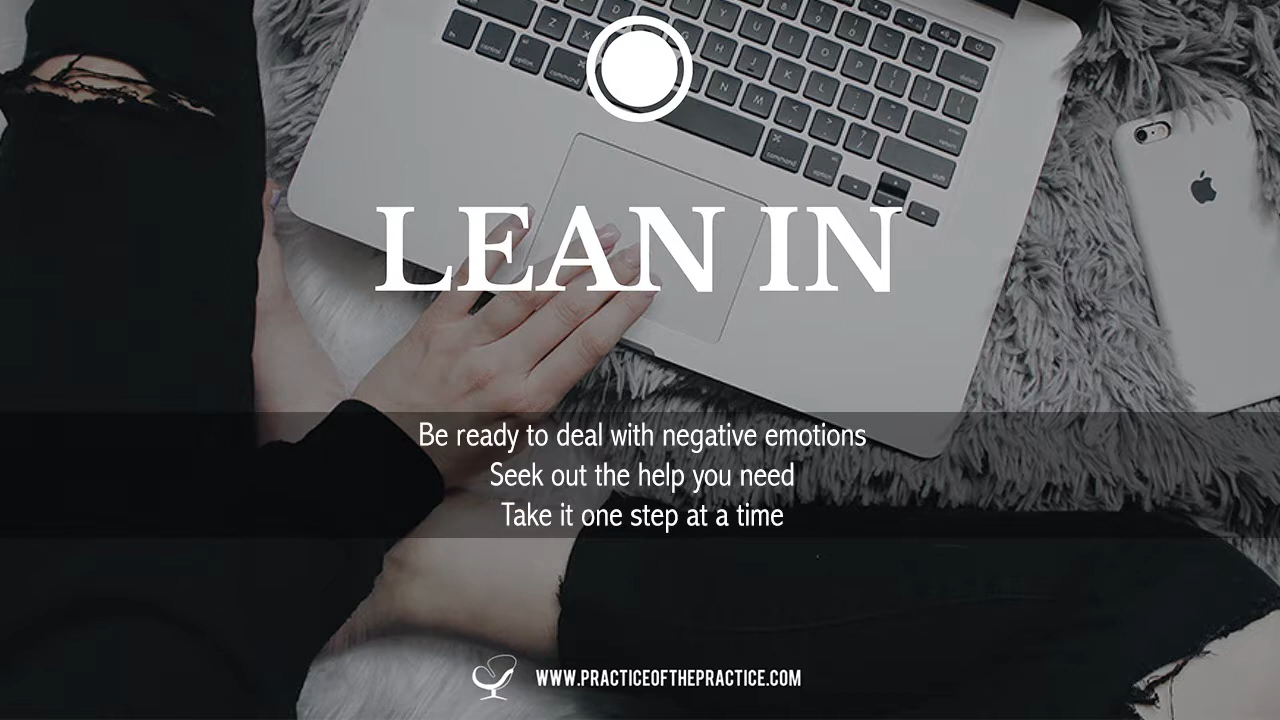 LEAN IN
Be ready to deal with negative emotions
Seek out the help you need
Take it one step at a time
WWW.PRACTICEOFTHEPRACTICE.COM